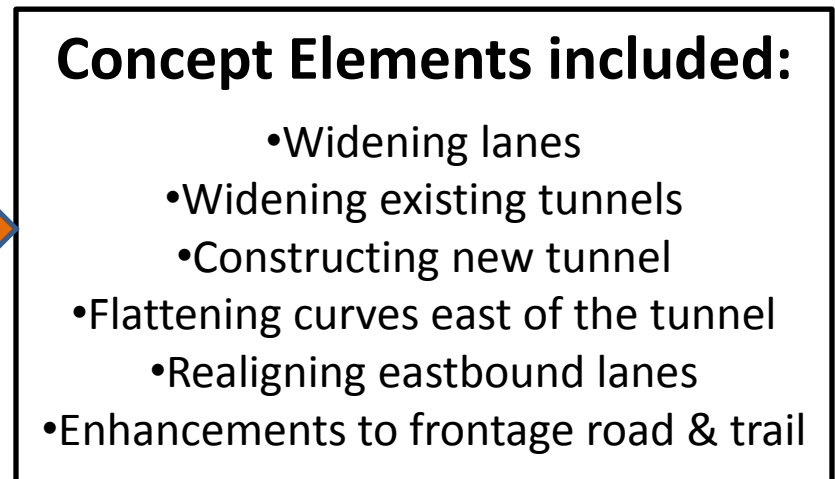 Concept Elements included:
•Widening lanes
•Widening existing tunnels
•Constructing new tunnel
•Flattening curves east of the tunnel
•Realigning eastbound lanes
•Enhancements to frontage road & trail